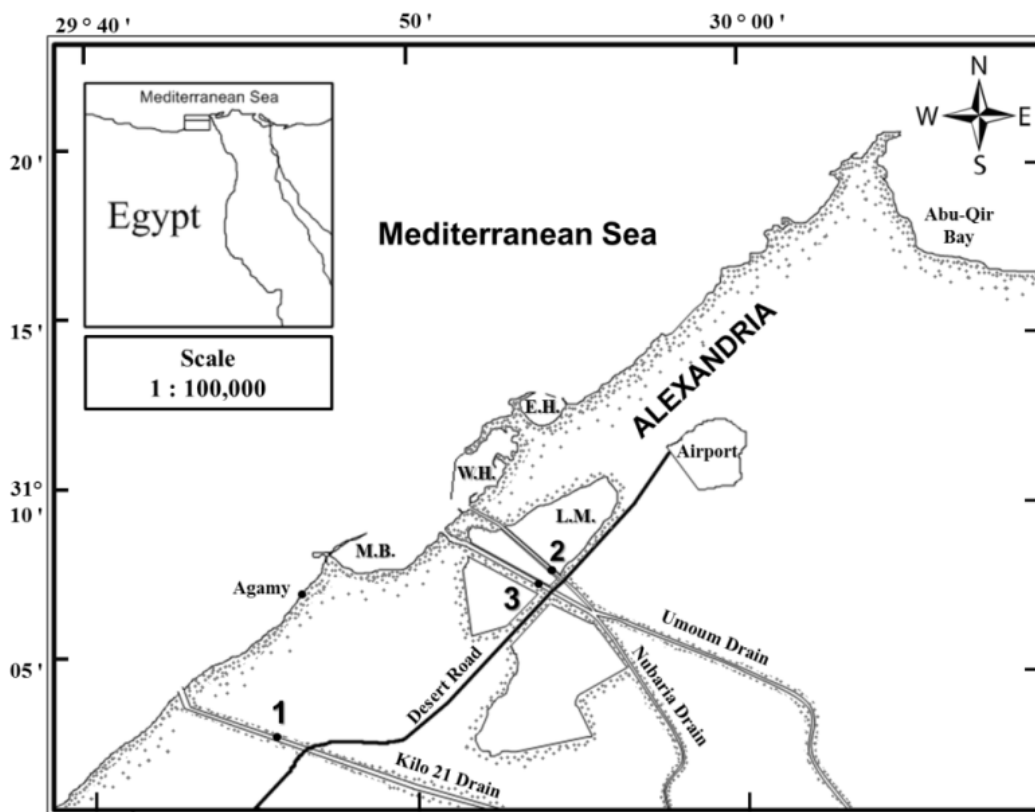 29 ° 40 '
50 '
30 ° 00 '
Mediterranean Sea
Egypt
N
W
E
S
20 '
Mediterranean Sea
Abu-Qir
Bay
15 '
Scale
1 : 100,000
ALEXANDRIA
E.H.
Airport
W.H.
31°
10 '
L.M.
M.B.
2
Agamy
3
Umoum Drain
05 '
Nubaria Drain
Desert Road
1
Kilo 21 Drain